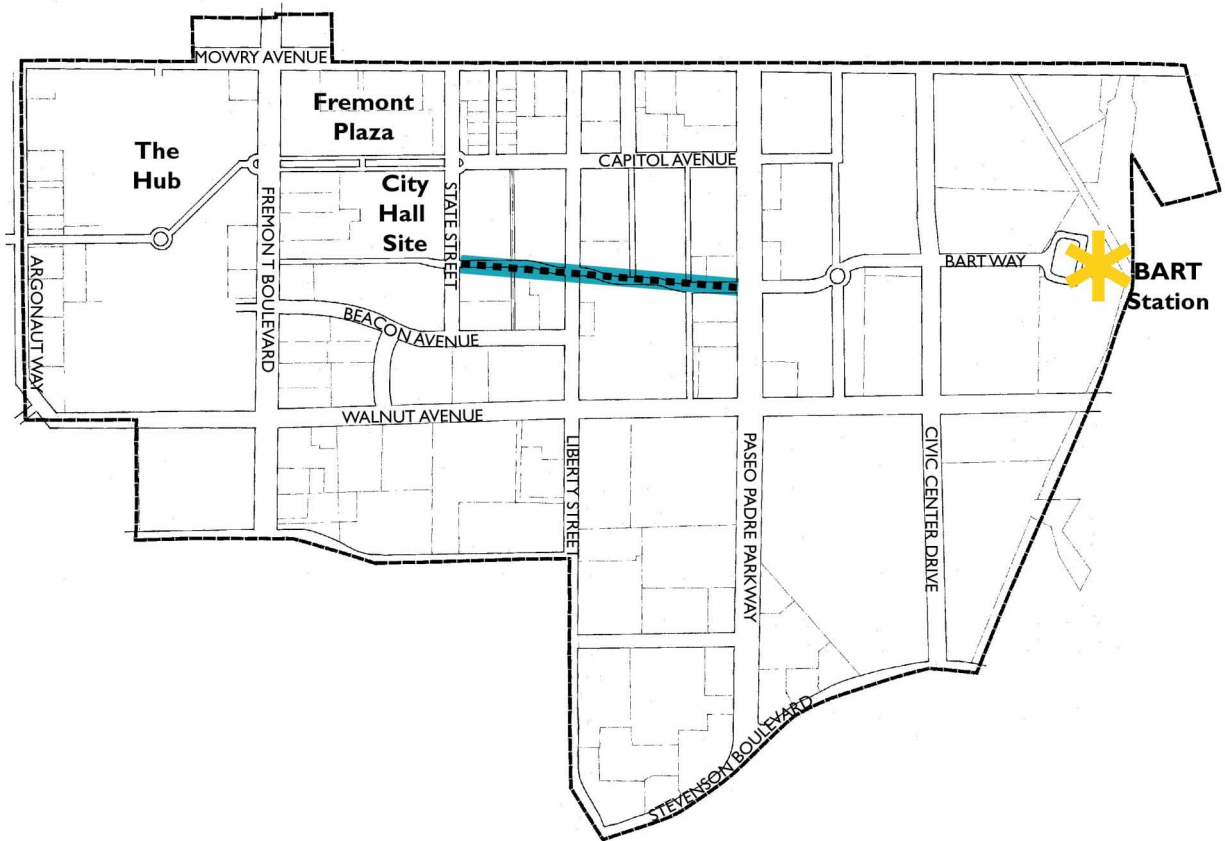 MOWRY AVENUE
Fremont
Plaza
The
Hub
CAPITOL AVENUE
City
Hall
Site
STATE STREET
FREMONT BOULEVARD
BART WAY
BART
Station
ARGONAUT WAY
BEACON AVENUE
WALNUT AVENUE
LIBERTY STREET
PASEO PADRE PARKWAY
CIVIC CENTER DRIVE
STEVENSON BOULEVARD